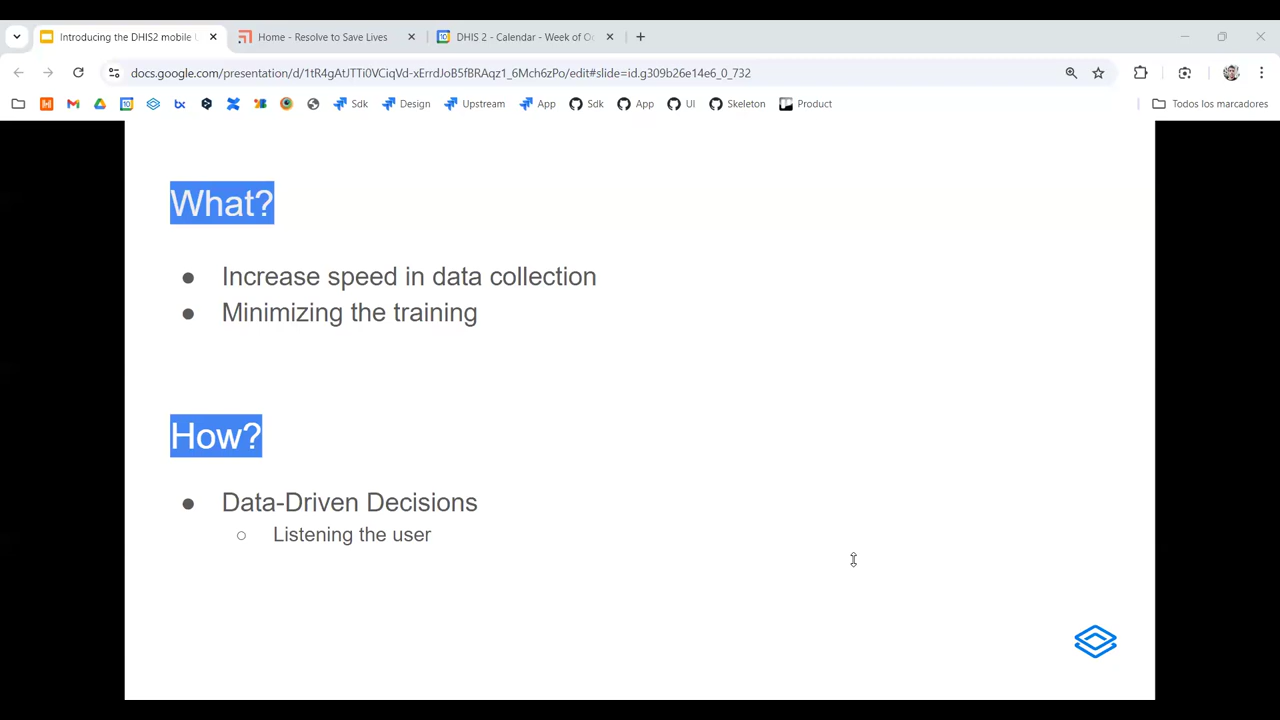 Introducing the DHIS2 mobile
Home - Resolve to Save Lives
DHIS 2 - Calendar - Week of Oc
docs.google.com/presentation/d/1tR4gAtJTTi0VCiqVd-xErrdJoB5fBRAqz1_6Mch6zPo/edit#slide=id.g309b26e14e6_0_732
Sdk
Design
Upstream
App
Sdk
App
UI
Skeleton
Product
Todos los marcadores
What?
● Increase speed in data collection
● Minimizing the training
How?
● Data-Driven Decisions
○ Listening the user